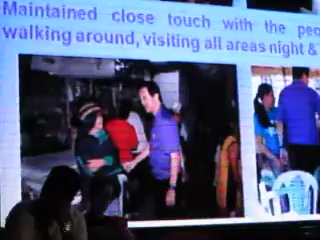 Maintained close touch with the
walking around, visiting all areas night &